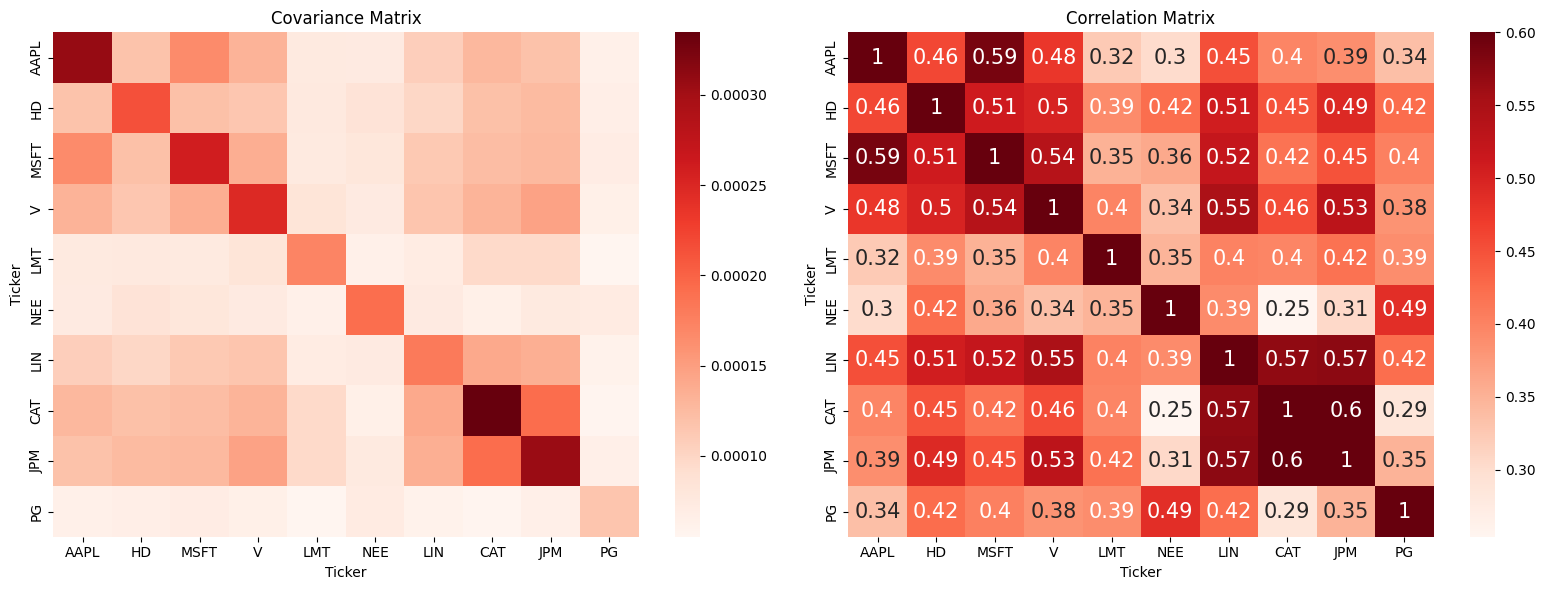 Covariance Matrix
Ticker
AAPL
HD
MSFT
V
LMT
NEE
LIN
CAT
JPM
PG
AAPL HD MSFT V LMT NEE LIN CAT JPM PG
Ticker
0.00030
0.00025
0.00020
0.00015
0.00010
Correlation Matrix
Ticker
AAPL 1 0.46 0.59 0.48 0.32 0.3 0.45 0.4 0.39 0.34
HD 0.46 1 0.51 0.5 0.39 0.42 0.51 0.45 0.49 0.42
MSFT 0.59 0.51 1 0.54 0.35 0.36 0.52 0.42 0.45 0.4
V 0.48 0.5 0.54 1 0.4 0.34 0.55 0.46 0.53 0.38
LMT 0.32 0.39 0.35 0.4 1 0.35 0.4 0.4 0.42 0.39
NEE 0.3 0.42 0.36 0.34 0.35 1 0.39 0.25 0.31 0.49
LIN 0.45 0.51 0.52 0.55 0.4 0.39 1 0.57 0.57 0.42
CAT 0.4 0.45 0.42 0.46 0.4 0.25 0.57 1 0.6 0.29
JPM 0.39 0.49 0.45 0.53 0.42 0.31 0.57 0.6 1 0.35
PG 0.34 0.42 0.4 0.38 0.39 0.49 0.42 0.29 0.35 1
AAPL HD MSFT V LMT NEE LIN CAT JPM PG
Ticker
0.60
0.55
0.50
0.45
0.40
0.35
0.30